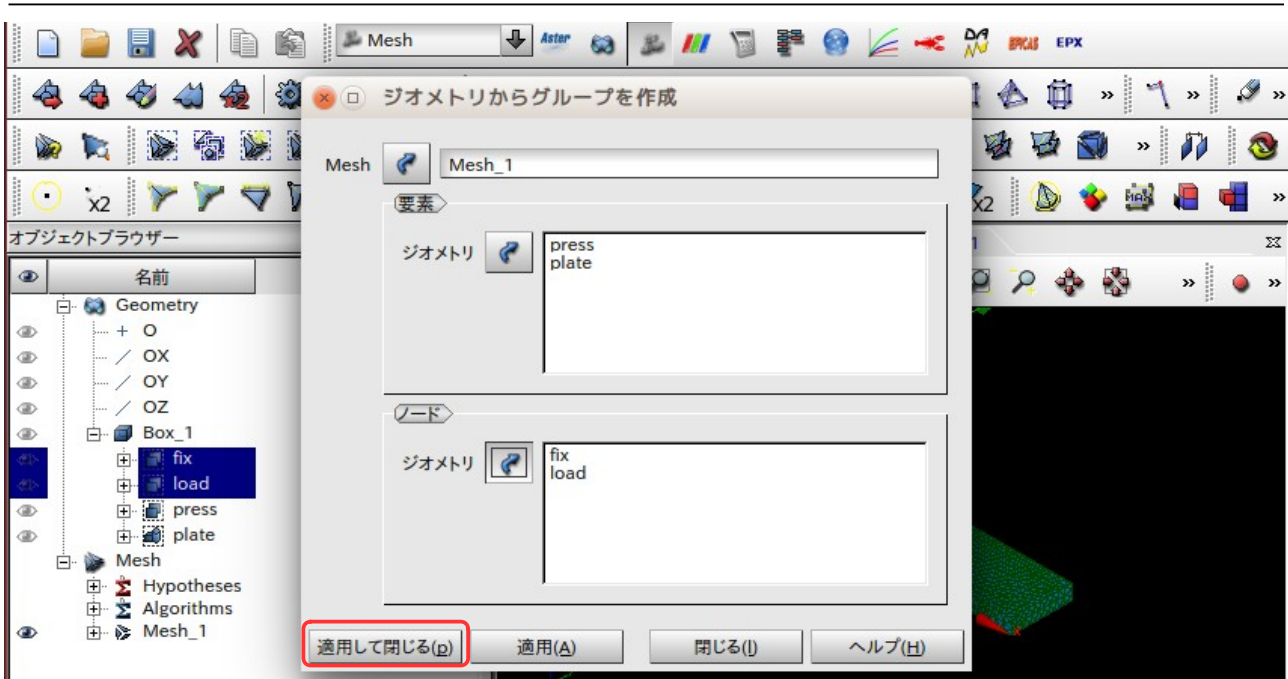 Mesh
Aster
EFICAS
EPX
x2
ジオメトリからグループを作成
Mesh
Mesh_1
要素
ジオメトリ
press
plate
ノード
ジオメトリ
fix
load
適用して閉じる(p)
適用(A)
閉じる(l)
ヘルプ(H)
x2
x2
MAX
オブジェクトブラウザー
名前
Geometry
O
OX
OY
OZ
Box_1
fix
load
press
plate
Mesh
Hypotheses
Algorithms
Mesh_1
1